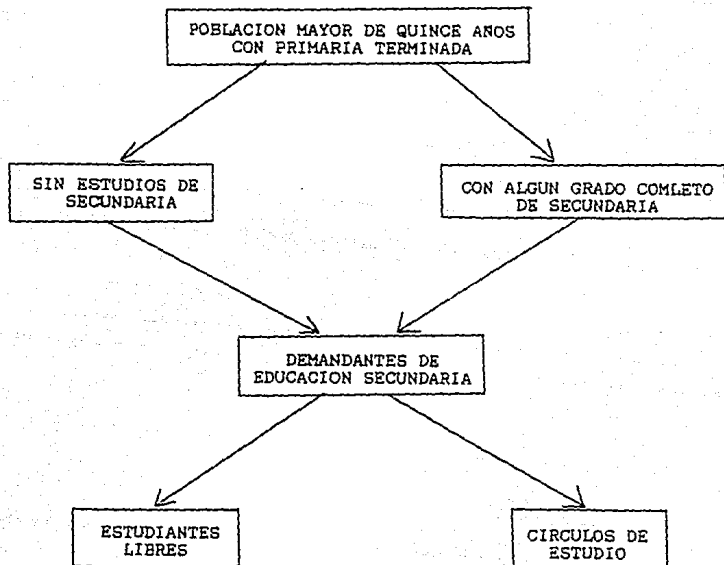 POBLACION MAYOR DE QUINCE AÑOS
CON PRIMARIA TERMINADA
SIN ESTUDIOS DE
SECUNDARIA
CON ALGUN GRADO COMLETO
DE SECUNDARIA
DEMANDANTES DE
EDUCACION SECUNDARIA
ESTUDIANTES
LIBRES
CIRCULOS DE
ESTUDIO